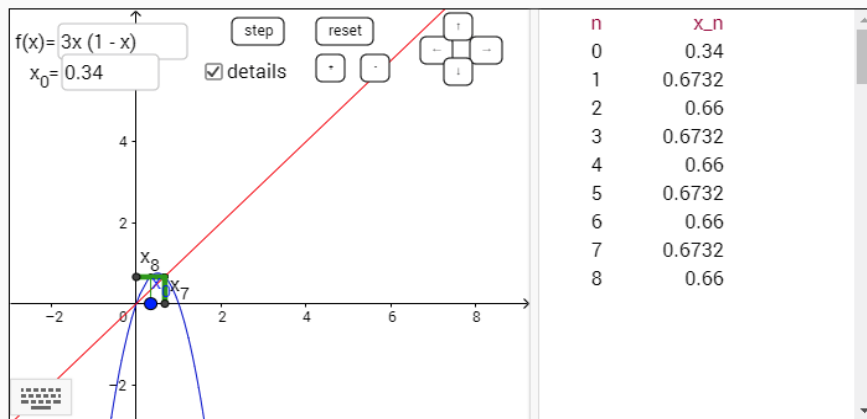 f(x)= 3x (1 - x)
step
reset
↑
←
→
↓
x0= 0.34
details
+
-
4
2
x8
x
x7
−2
0
2
4
6
8
−2
n x_n
0 0.34
1 0.6732
2 0.66
3 0.6732
4 0.66
5 0.6732
6 0.66
7 0.6732
8 0.66